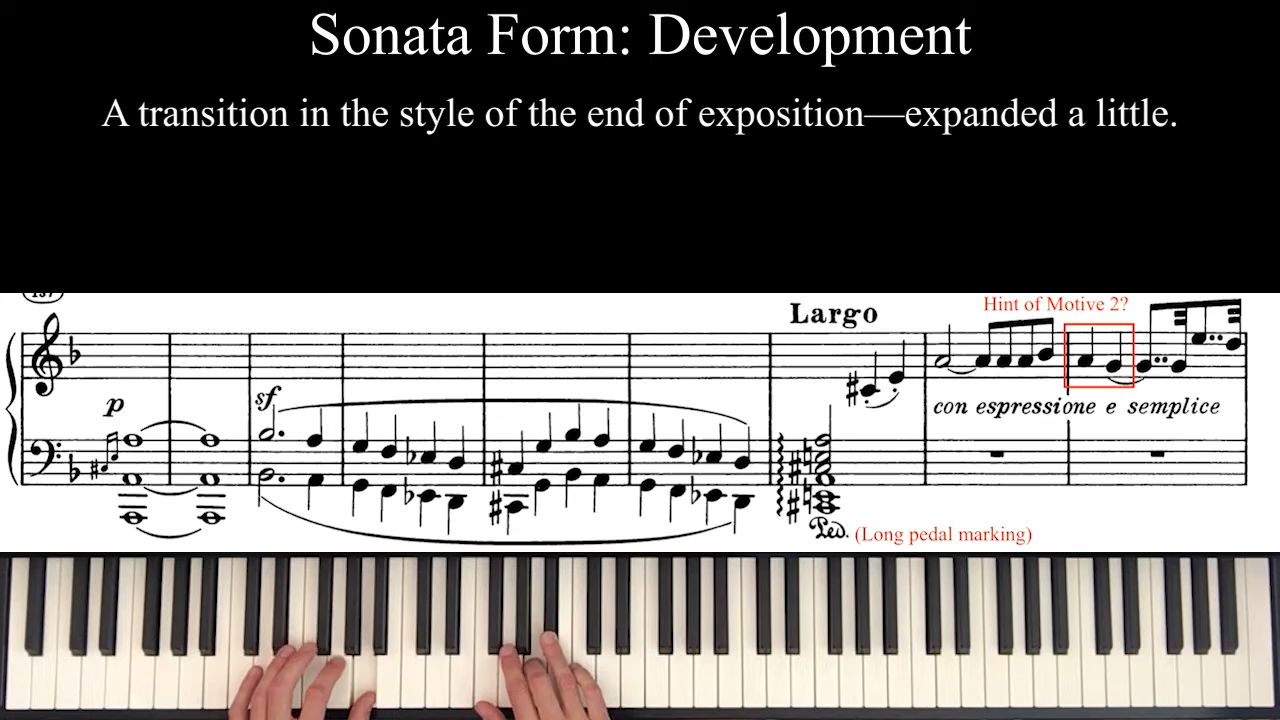 Sonata Form: Development
A transition in the style of the end of exposition—expanded a little.
137
Hint of Motive 2?
Largo
p
sf
con espressione e semplice
Ped.
(Long pedal marking)